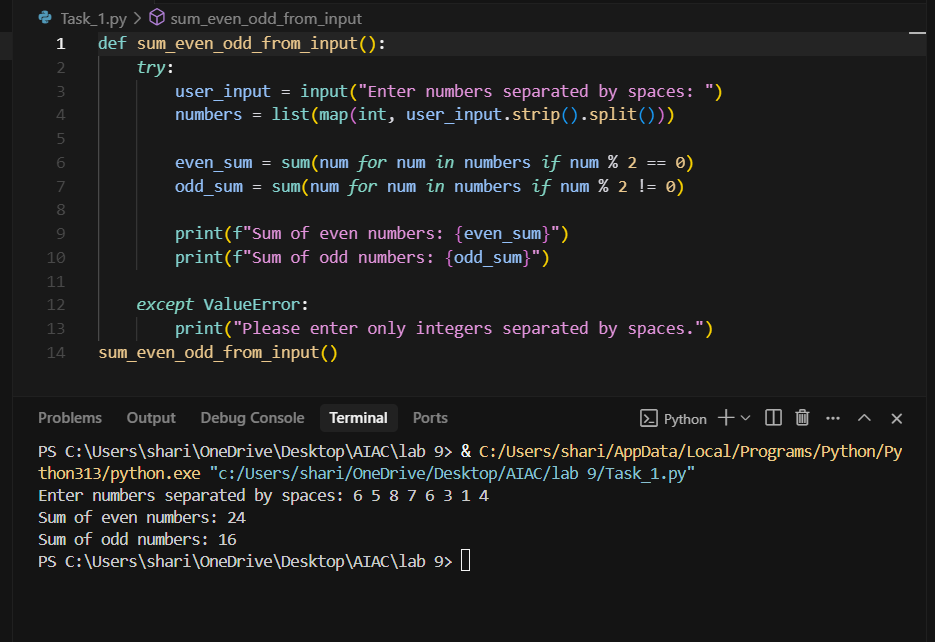 Task_1.py > sum_even_odd_from_input
1 def sum_even_odd_from_input():
2     try:
3         user_input = input("Enter numbers separated by spaces: ")
4         numbers = list(map(int, user_input.strip().split()))
5
6         even_sum = sum(num for num in numbers if num % 2 == 0)
7         odd_sum = sum(num for num in numbers if num % 2 != 0)
8
9         print(f"Sum of even numbers: {even_sum}")
10         print(f"Sum of odd numbers: {odd_sum}")
11
12     except ValueError:
13         print("Please enter only integers separated by spaces.")
14 sum_even_odd_from_input()
Problems Output Debug Console Terminal Ports Python
PS C:\Users\shari\OneDrive\Desktop\AIAC\lab 9> & C:/Users/shari/AppData/Local/Programs/Python/Py
thon313/python.exe "c:/Users/shari/OneDrive/Desktop/AIAC/lab 9/Task_1.py"
Enter numbers separated by spaces: 6 5 8 7 6 3 1 4
Sum of even numbers: 24
Sum of odd numbers: 16
PS C:\Users\shari\OneDrive\Desktop\AIAC\lab 9>